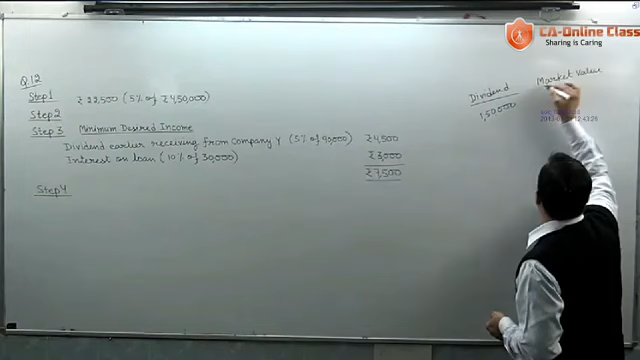 CA-Online Class
Sharing is Caring
Q.12
Step 1 ₹ 22,500 (5% of ₹ 4,50,000)
Step 2
Step 3 Minimum Desired Income
Dividend earlier receiving from Company Y (5% of 90,000) ₹4,500
Interest on loan (10% of 30,000) ₹3,000
₹7,500
Step 4
Dividend Market Value
1,50,000